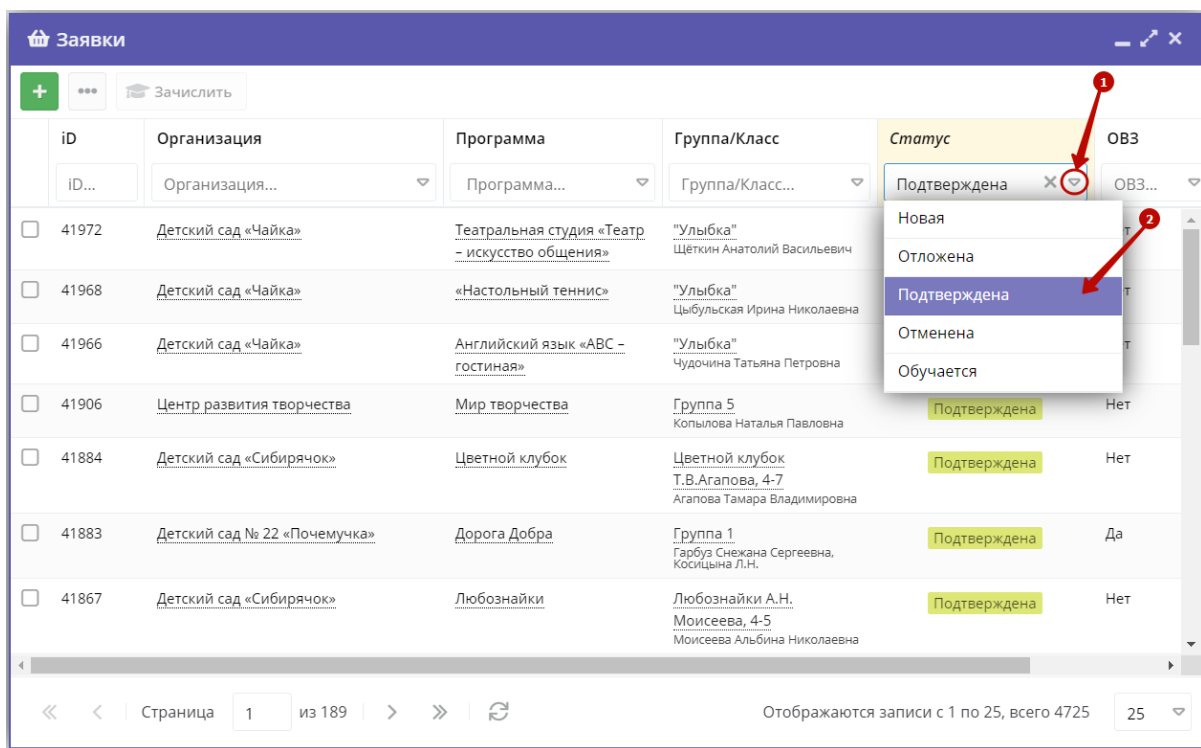 Заявки
+ ••• Зачислить
1
iD Организация Программа Группа/Класс Статус ОВЗ
iD... Организация... Программа... Группа/Класс... Подтверждена ОВЗ...
Новая
2
Отложена
Подтверждена
Отменена
Обучается
41972 Детский сад «Чайка» Театральная студия «Театр "Улыбка"
– искусство общения» Щёткин Анатолий Васильевич
41968 Детский сад «Чайка» «Настольный теннис» "Улыбка"
Цыбульская Ирина Николаевна
41966 Детский сад «Чайка» Английский язык «АВС – "Улыбка"
гостиная» Чудочина Татьяна Петровна
41906 Центр развития творчества Мир творчества Группа 5 Подтверждена Нет
Копылова Наталья Павловна
41884 Детский сад «Сибирячок» Цветной клубок Цветной клубок Подтверждена Нет
Т.В.Агапова, 4-7
Агапова Тамара Владимировна
41883 Детский сад № 22 «Почемучка» Дорога Добра Группа 1 Подтверждена Да
Гарбуз Снежана Сергеевна,
Косицына Л.Н.
41867 Детский сад «Сибирячок» Любознайки Любознайки А.Н. Подтверждена Нет
Моисеева, 4-5
Моисеева Альбина Николаевна
Страница 1 из 189 Отображаются записи с 1 по 25, всего 4725 25